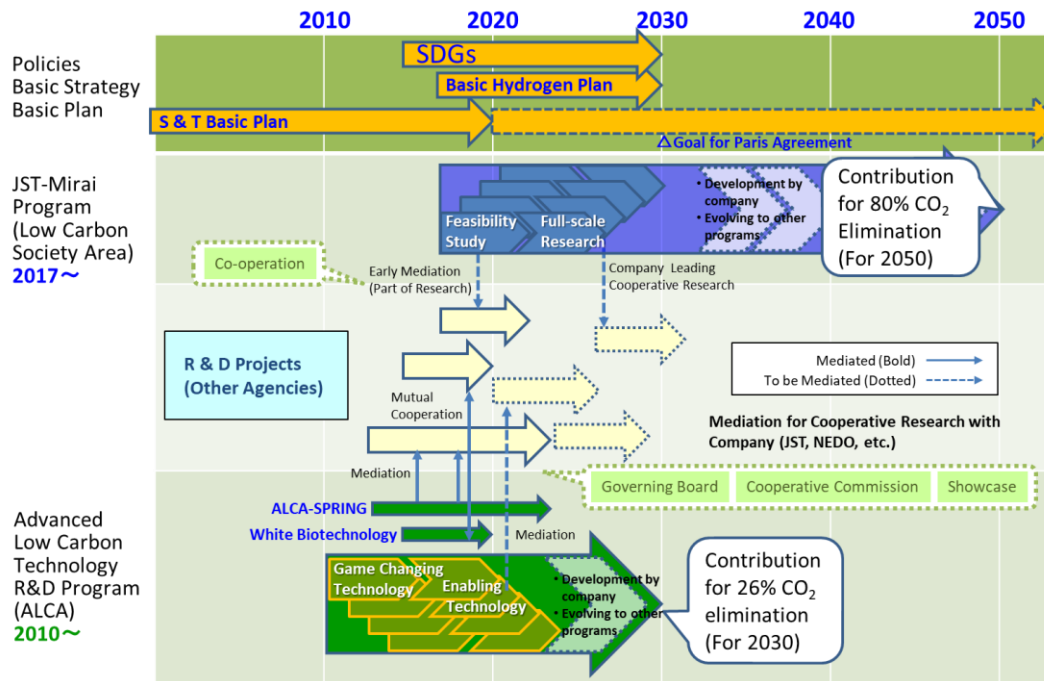 2010 2020 2030 2040 2050
Policies
Basic Strategy
Basic Plan
SDGs
Basic Hydrogen Plan
S & T Basic Plan
△Goal for Paris Agreement
JST-Mirai
Program
(Low Carbon
Society Area)
2017～
Feasibility
Study
Full-scale
Research
• Development by
company
• Evolving to other
programs
Contribution
for 80% CO₂
Elimination
(For 2050)
Co-operation
Early Mediation
(Part of Research)
Company Leading
Cooperative Research
R & D Projects
(Other Agencies)
Mutual
Cooperation
Mediated (Bold)
To be Mediated (Dotted)
Mediation for Cooperative Research with
Company (JST, NEDO, etc.)
Mediation
Governing Board
Cooperative Commission
Showcase
ALCA-SPRING
White Biotechnology
Mediation
Advanced
Low Carbon
Technology
R&D Program
(ALCA)
2010～
Game Changing
Technology
Enabling
Technology
• Development by
company
• Evolving to other
programs
Contribution
for 26% CO₂
elimination
(For 2030)